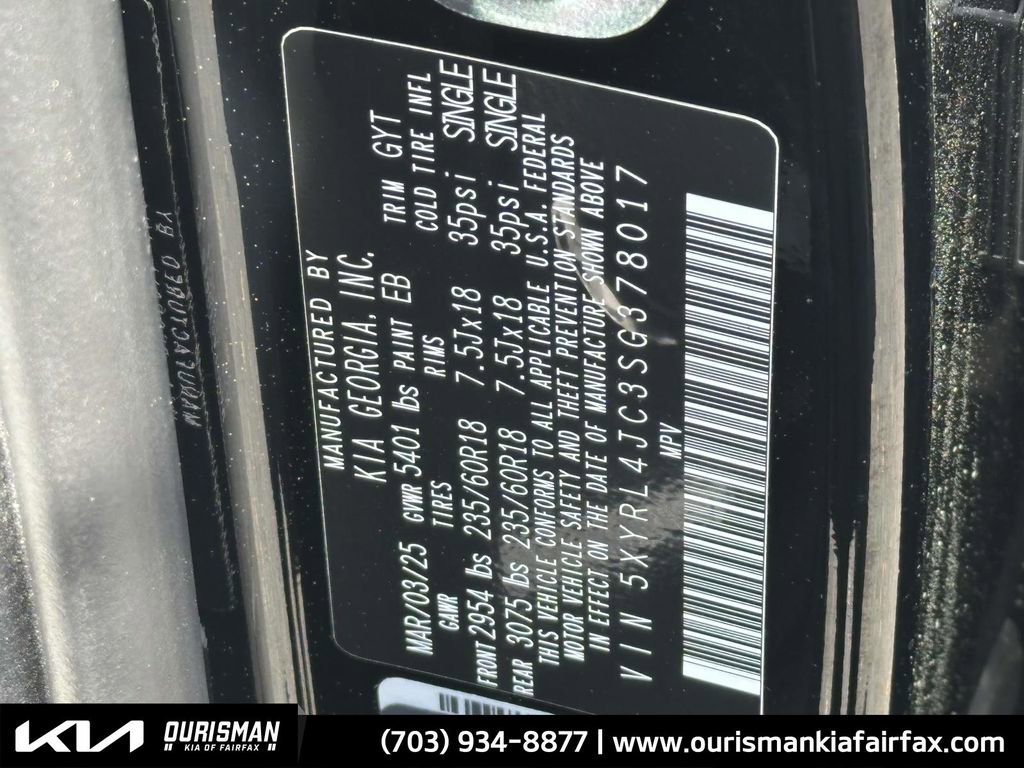 MANUFACTURED BY
KIA GEORGIA, INC.
MAR/03/25 GVWR 5401 lbs PAINT EB TRIM GYT
GAWR TIRES RIMS COLD TIRE INFL
FRONT 2954 lbs 235/60R18 7.5Jx18 35psi SINGLE
REAR 3075 lbs 235/60R18 7.5Jx18 35psi SINGLE
THIS VEHICLE CONFORMS TO ALL APPLICABLE U.S.A. FEDERAL
MOTOR VEHICLE SAFETY AND THEFT PREVENTION STANDARDS
IN EFFECT ON THE DATE OF MANUFACTURE SHOWN ABOVE
VIN 5XYRL4JC3SG378017
MPV
KIA OURISMAN
KIA OF FAIRFAX
(703) 934-8877 | www.ourismankiafairfax.com